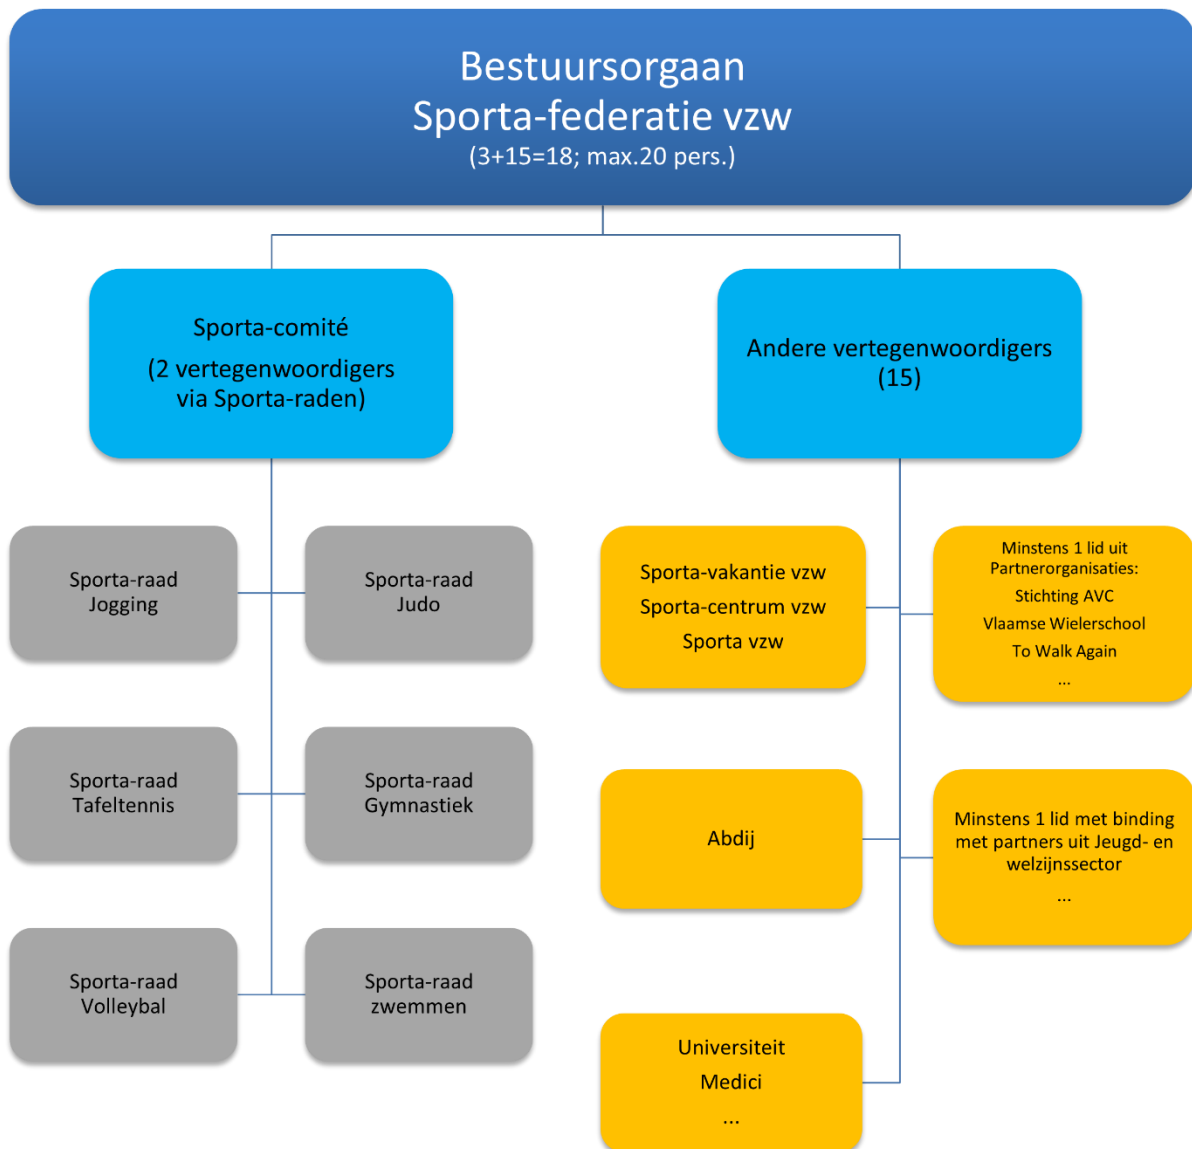 Bestuursorgaan
Sporta-federatie vzw
(3+15=18; max.20 pers.)
Sporta-comité
(2 vertegenwoordigers
via Sporta-raden)
Andere vertegenwoordigers
(15)
Sporta-raad
Jogging
Sporta-raad
Judo
Sporta-raad
Tafeltennis
Sporta-raad
Gymnastiek
Sporta-raad
Volleybal
Sporta-raad
zwemmen
Sporta-vakantie vzw
Sporta-centrum vzw
Sporta vzw
Minstens 1 lid uit
Partnerorganisaties:
Stichting AVC
Vlaamse Wielerschool
To Walk Again
...
Abdij
Minstens 1 lid met binding
met partners uit Jeugd- en
welzijnssector
...
Universiteit
Medici
...